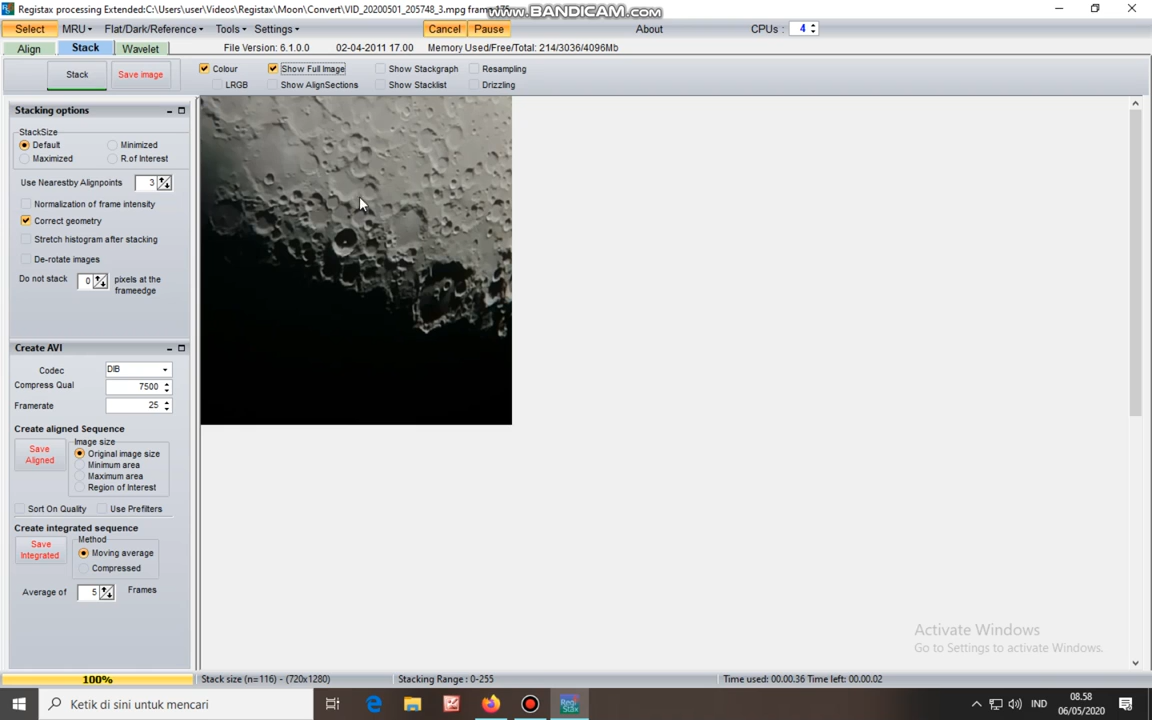 Registax processing Extended:C:\Users\user\Videos\Registax\Moon\Convert\VID_20200501_205748_3.mpg frame
www.BANDICAM.com
Select MRU Flat/Dark/Reference Tools Settings Cancel Pause About CPUs : 4
Align Stack Wavelet File Version: 6.1.0.0 02-04-2011 17.00 Memory Used/Free/Total: 214/3036/4096Mb
Stack Save image Colour Show Full Image Show Stackgraph Resampling
LRGB Show AlignSections Show Stacklist Drizzling
Stacking options
StackSize
Default Minimized
Maximized R.of Interest
Use Nearestby Alignpoints 3
Normalization of frame intensity
Correct geometry
Stretch histogram after stacking
De-rotate images
Do not stack 0 pixels at the
frameedge
Create AVI
Codec DIB
Compress Qual 7500
Framerate 25
Create aligned Sequence
Image size
Save
Aligned
Original image size
Minimum area
Maximum area
Region of Interest
Sort On Quality Use Prefilters
Create integrated sequence
Method
Save
Integrated
Moving average
Compressed
Average of 5 Frames
Activate Windows
Go to Settings to activate Windows.
100% Stack size (n=116) - (720x1280) Stacking Range : 0-255 Time used: 00.00.36 Time left: 00.00.02
Ketik di sini untuk mencari
Regi
Stax
IND
08.58
06/05/2020